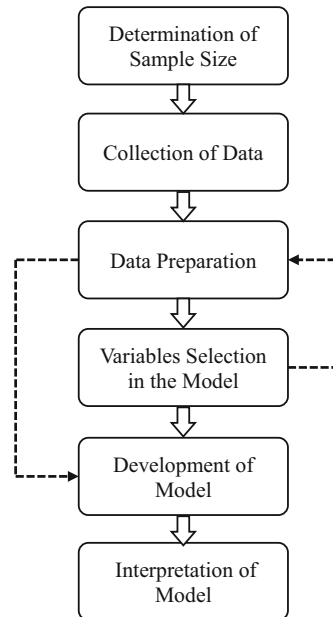 Determination of
Sample Size
Collection of Data
Data Preparation
Variables Selection
in the Model
Development of
Model
Interpretation of
Model